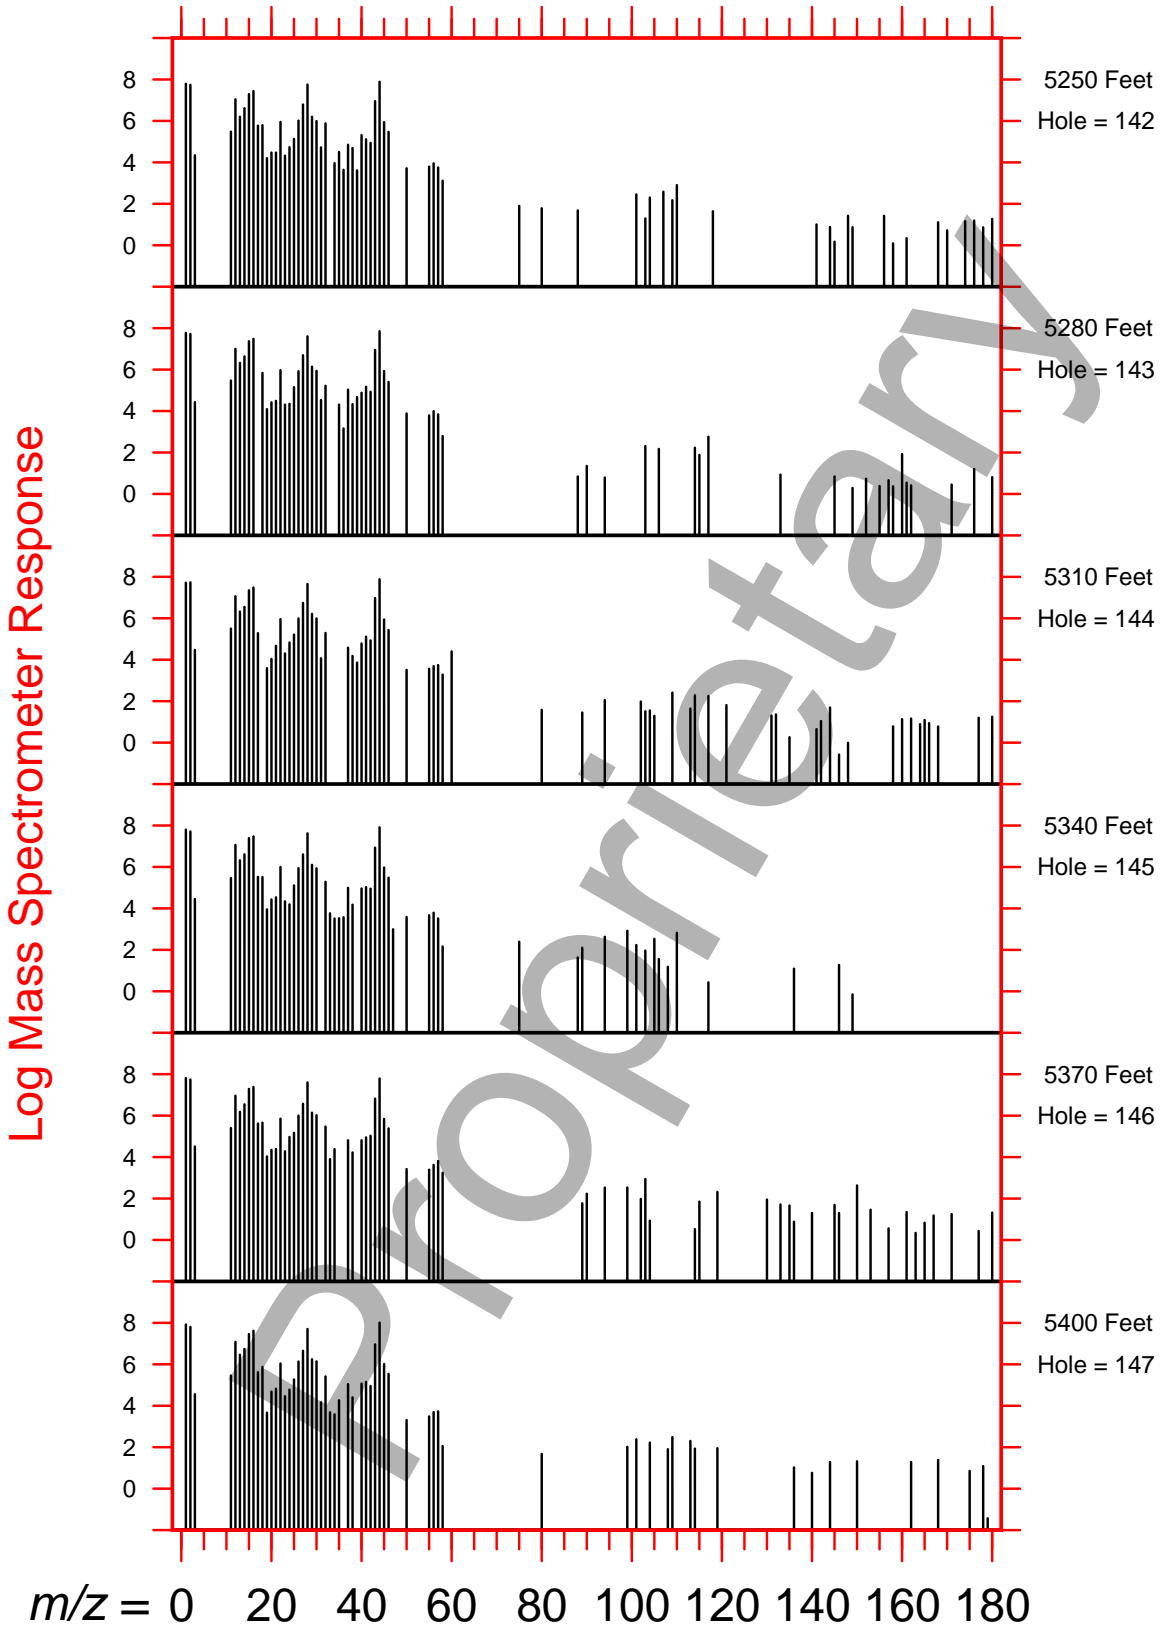 Log Mass Spectrometer Response
8
6
4
2
0
5250 Feet
Hole = 142
8
6
4
2
0
5280 Feet
Hole = 143
8
6
4
2
0
5310 Feet
Hole = 144
8
6
4
2
0
5340 Feet
Hole = 145
8
6
4
2
0
5370 Feet
Hole = 146
8
6
4
2
0
5400 Feet
Hole = 147
Proprietary
m/z = 0 20 40 60 80 100 120 140 160 180